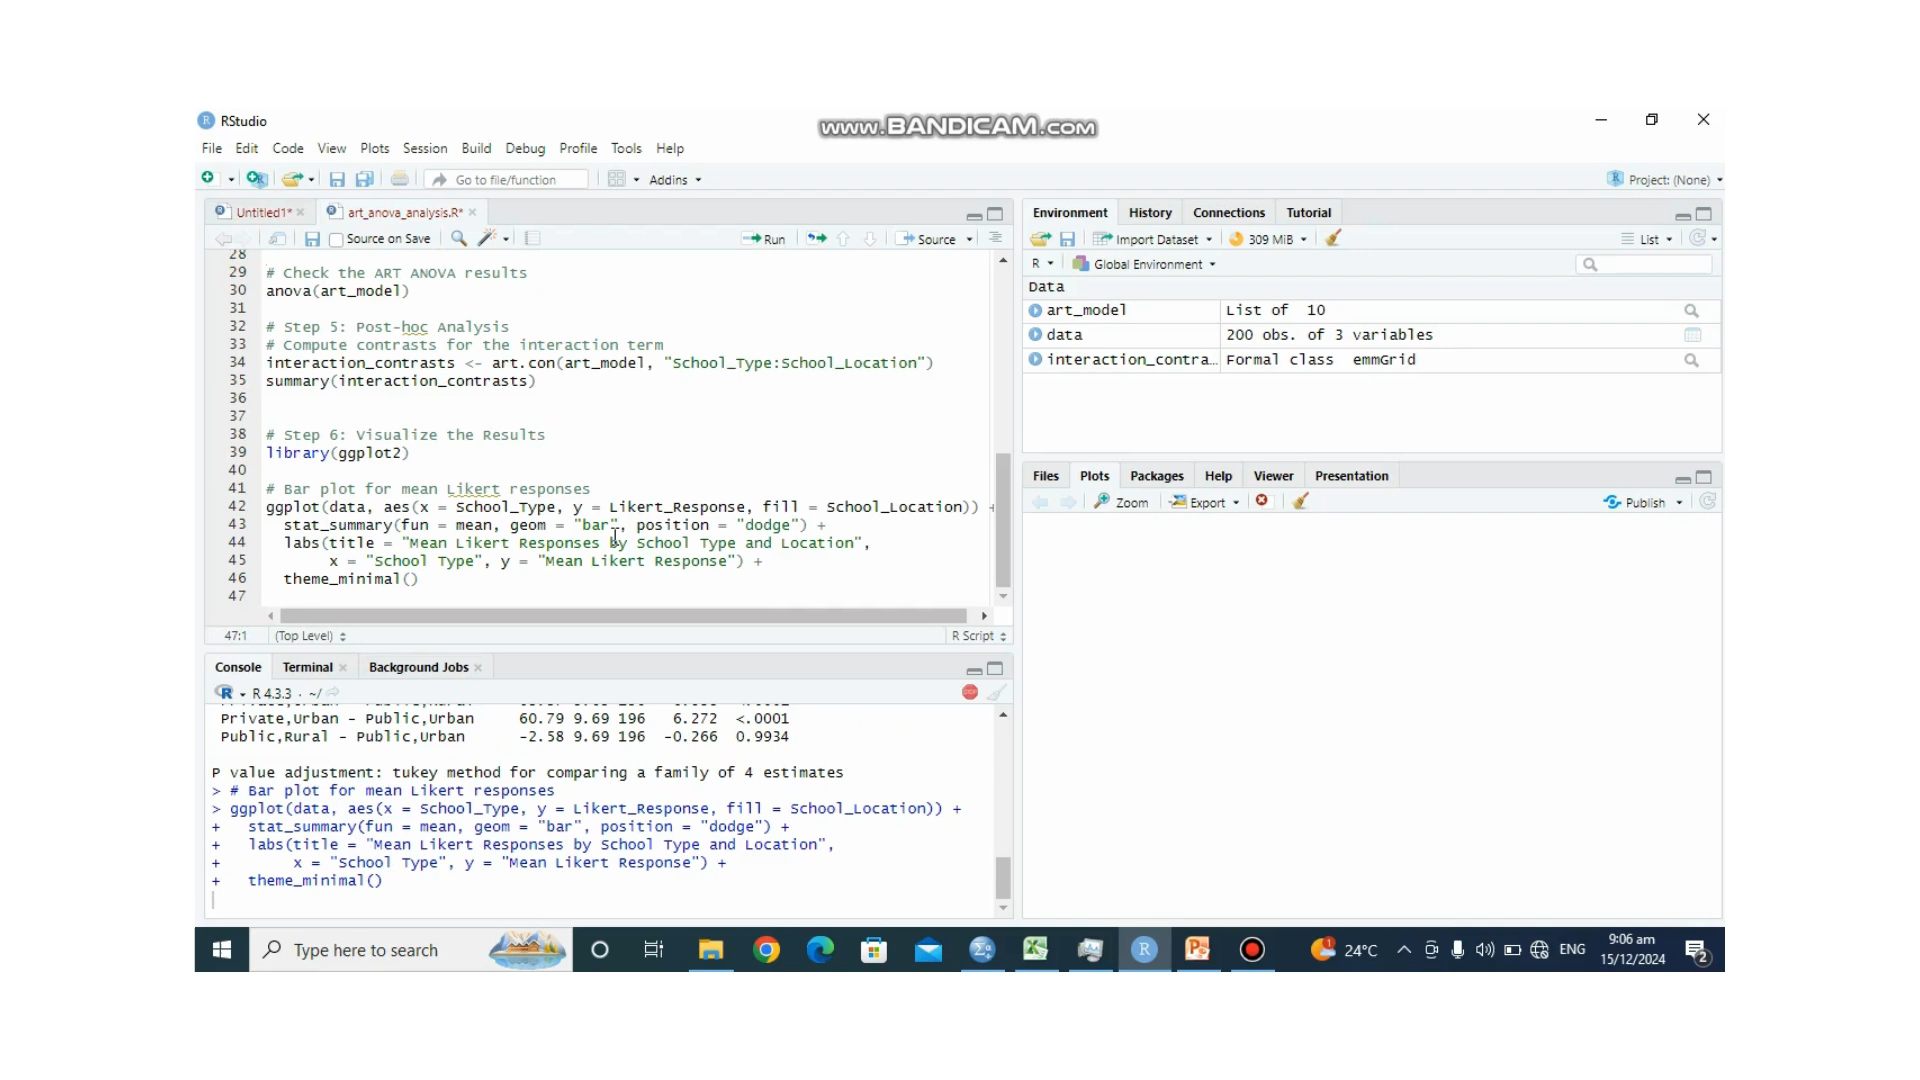 RStudio
www.BANDICAM.com
File Edit Code View Plots Session Build Debug Profile Tools Help
Go to file/function
Addins
Project: (None)
Untitled1*
art_anova_analysis.R*
Source on Save
Run
Source
28
29 # Check the ART ANOVA results
30 anova(art_model)
31
32 # Step 5: Post-hoc Analysis
33 # Compute contrasts for the interaction term
34 interaction_contrasts <- art.con(art_model, "School_Type:School_Location")
35 summary(interaction_contrasts)
36
37
38 # Step 6: Visualize the Results
39 library(ggplot2)
40
41 # Bar plot for mean Likert responses
42 ggplot(data, aes(x = School_Type, y = Likert_Response, fill = School_Location)) +
43 stat_summary(fun = mean, geom = "bar", position = "dodge") +
44 labs(title = "Mean Likert Responses by School Type and Location",
45 x = "School Type", y = "Mean Likert Response") +
46 theme_minimal()
47
47:1 (Top Level) R Script
Console Terminal Background Jobs
R 4.3.3 · ~/
Private,Urban - Public,Urban 60.79 9.69 196 6.272 <.0001
Public,Rural - Public,Urban -2.58 9.69 196 -0.266 0.9934
P value adjustment: tukey method for comparing a family of 4 estimates
> # Bar plot for mean Likert responses
> ggplot(data, aes(x = School_Type, y = Likert_Response, fill = School_Location)) +
+ stat_summary(fun = mean, geom = "bar", position = "dodge") +
+ labs(title = "Mean Likert Responses by School Type and Location",
+ x = "School Type", y = "Mean Likert Response") +
+ theme_minimal()
Environment History Connections Tutorial
Import Dataset 309 MiB List
R Global Environment
Data
art_model List of 10
data 200 obs. of 3 variables
interaction_contra… Formal class emmGrid
Files Plots Packages Help Viewer Presentation
Zoom Export Publish
Type here to search
24°C ENG
9:06 am
15/12/2024
2